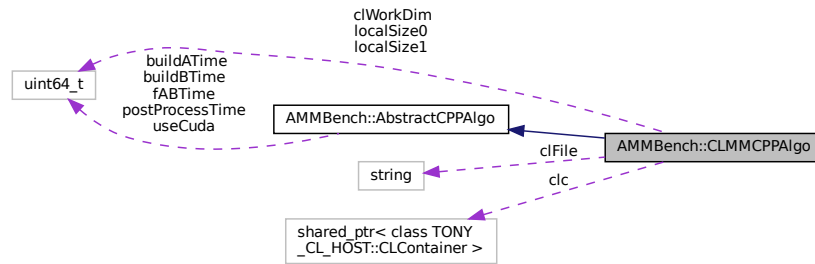 clWorkDim
localSize0
localSize1
buildATime
buildBTime
fABTime
postProcessTime
useCuda
uint64_t
AMMBench::AbstractCPPAlgo
AMMBench::CLMMCPPAlgo
clFile
string
clc
shared_ptr< class TONY
_CL_HOST::CLContainer >